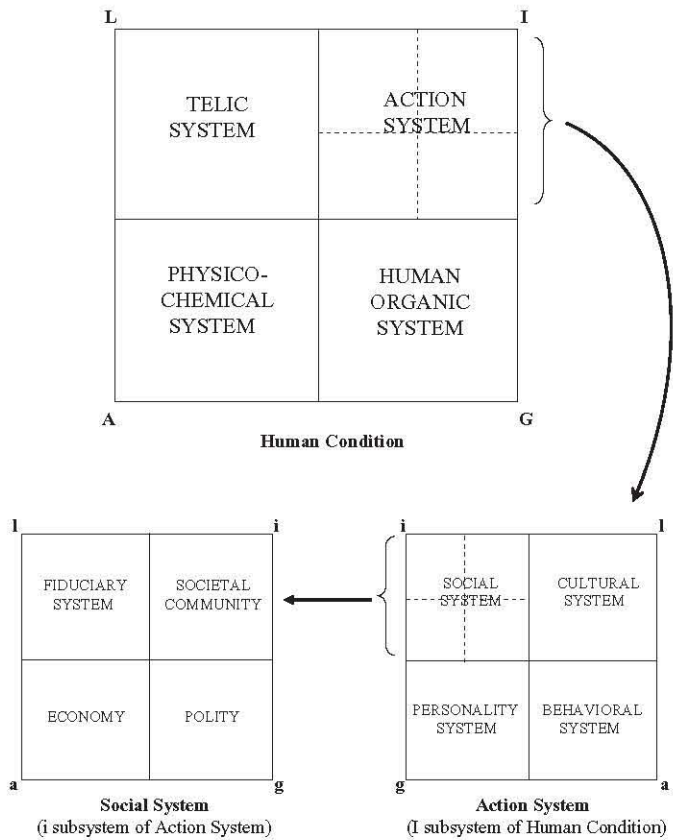 L I
TELIC
SYSTEM
ACTION
SYSTEM
PHYSICO-
CHEMICAL
SYSTEM
HUMAN
ORGANIC
SYSTEM
A G
Human Condition
l i
FIDUCIARY
SYSTEM
SOCIETAL
COMMUNITY
ECONOMY
POLITY
a g
Social System
(i subsystem of Action System)
i l
SOCIAL
SYSTEM
CULTURAL
SYSTEM
PERSONALITY
SYSTEM
BEHAVIORAL
SYSTEM
g a
Action System
(I subsystem of Human Condition)